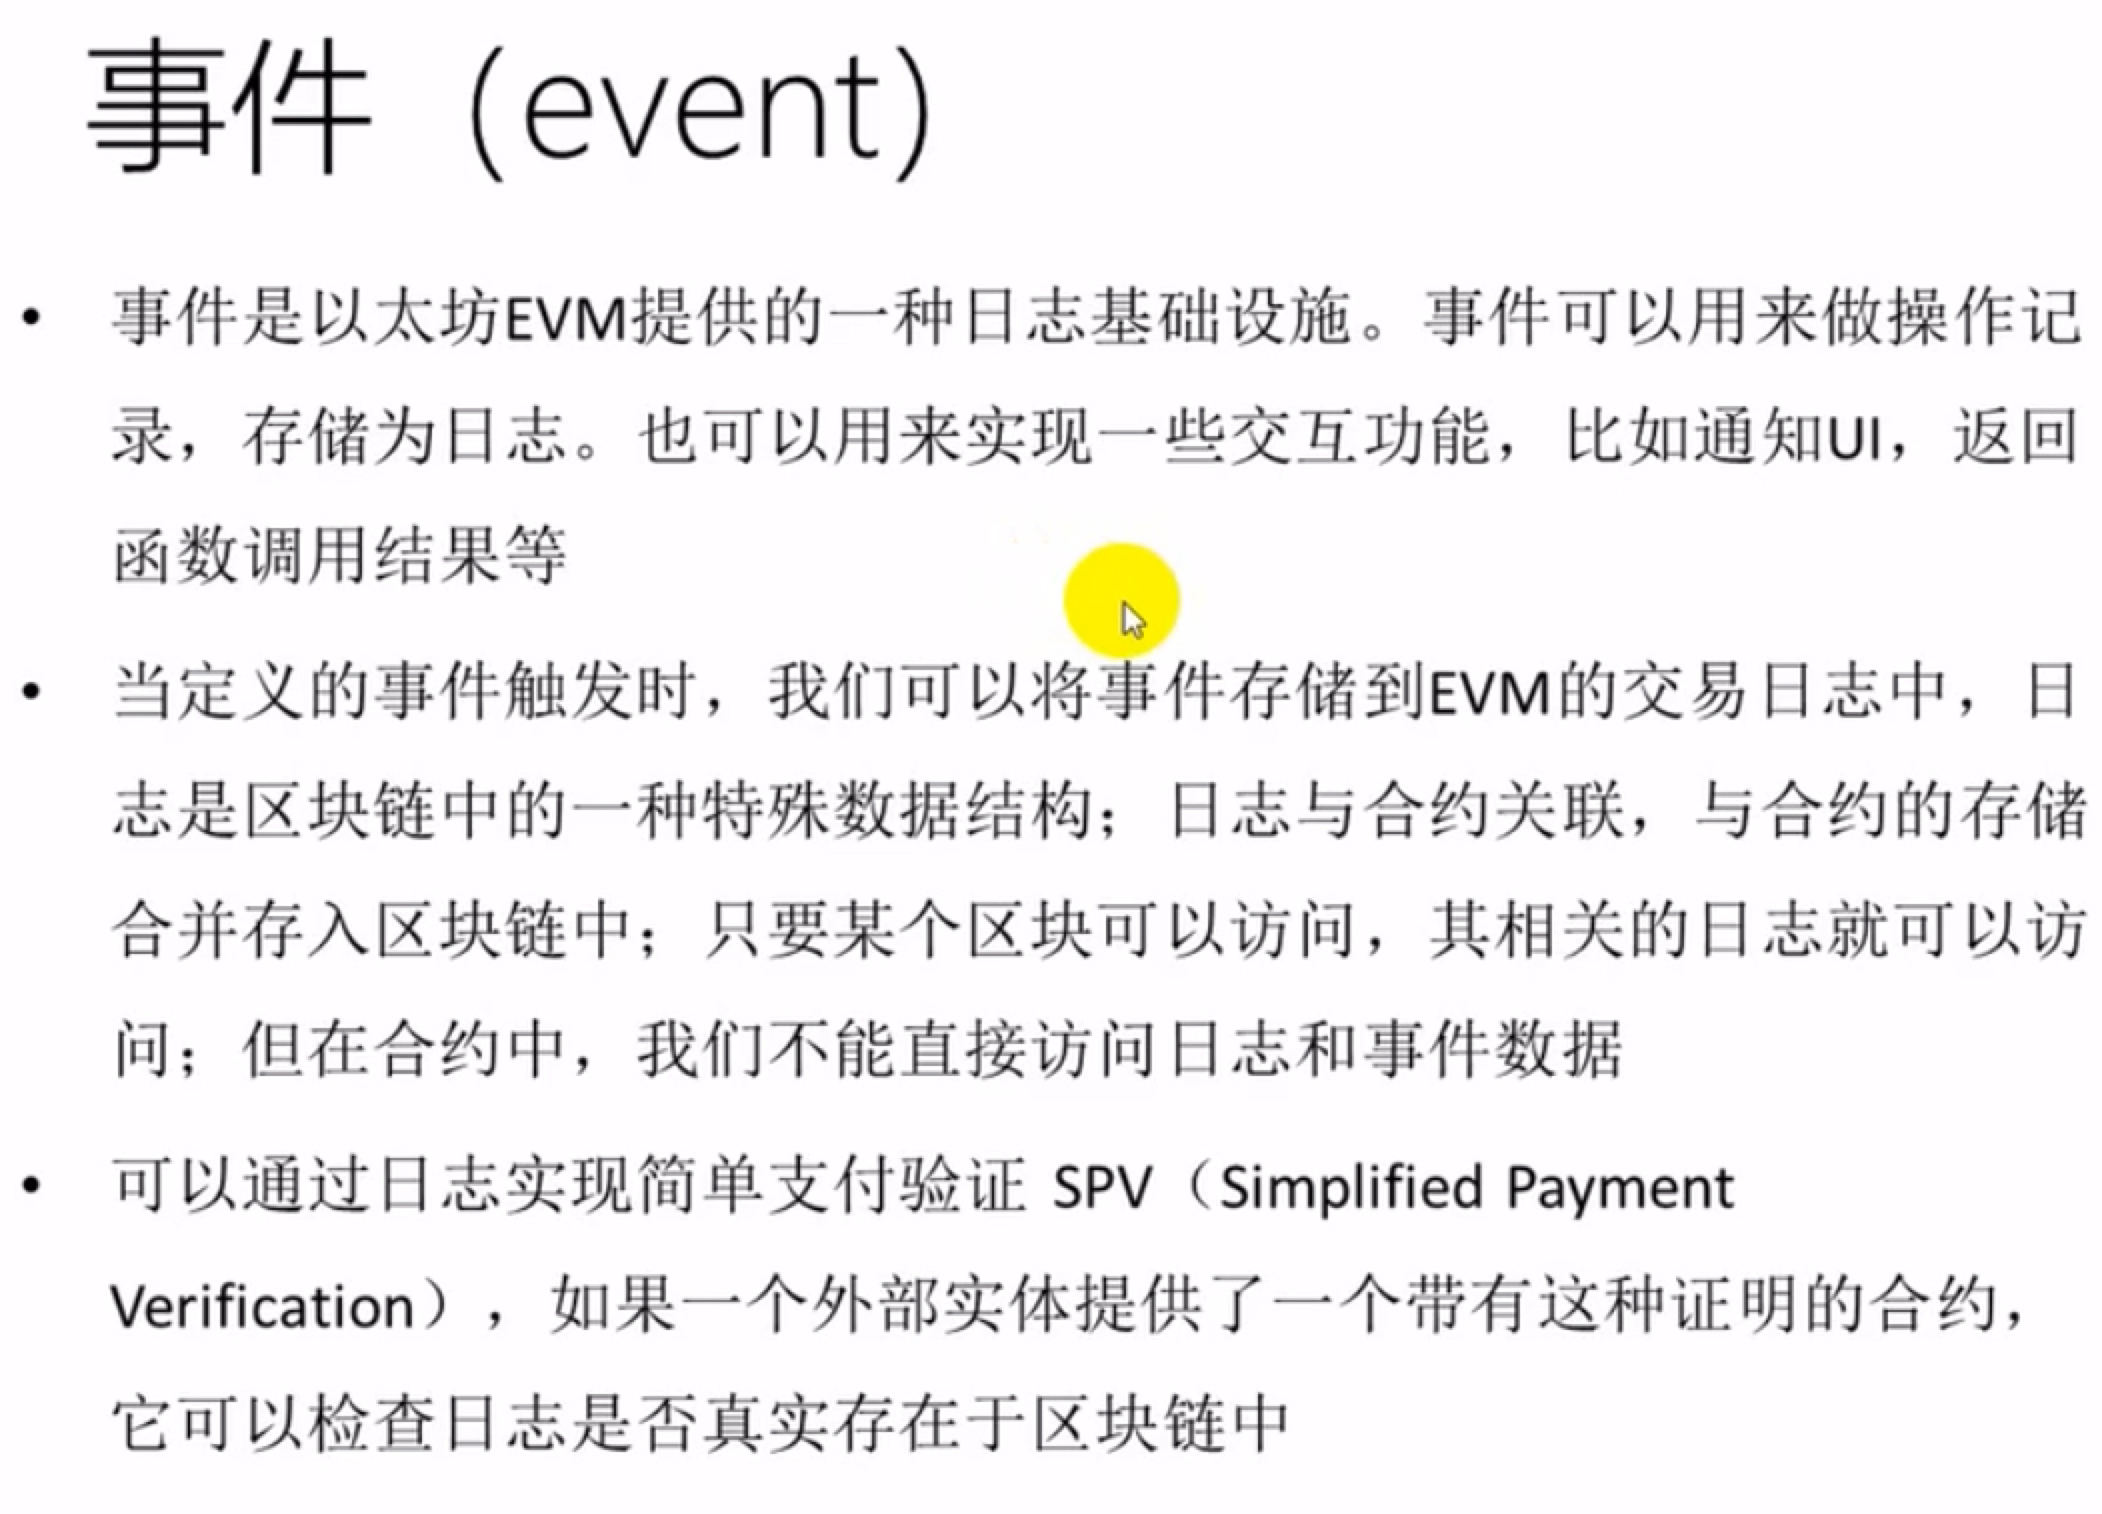 事件（event）
• 事件是以太坊EVM提供的一种日志基础设施。事件可以用来做操作记
录，存储为日志。也可以用来实现一些交互功能，比如通知UI，返回
函数调用结果等
• 当定义的事件触发时，我们可以将事件存储到EVM的交易日志中，日
志是区块链中的一种特殊数据结构；日志与合约关联，与合约的存储
合并存入区块链中；只要某个区块可以访问，其相关的日志就可以访
问；但在合约中，我们不能直接访问日志和事件数据
• 可以通过日志实现简单支付验证 SPV（Simplified Payment
Verification），如果一个外部实体提供了一个带有这种证明的合约，
它可以检查日志是否真实存在于区块链中